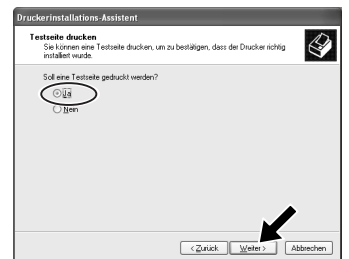 Druckerinstallations-Assistent
Testseite drucken
Sie können eine Testseite drucken, um zu bestätigen, dass der Drucker richtig
installiert wurde.
Soll eine Testseite gedruckt werden?
Ja
Nein
< Zurück Weiter > Abbrechen